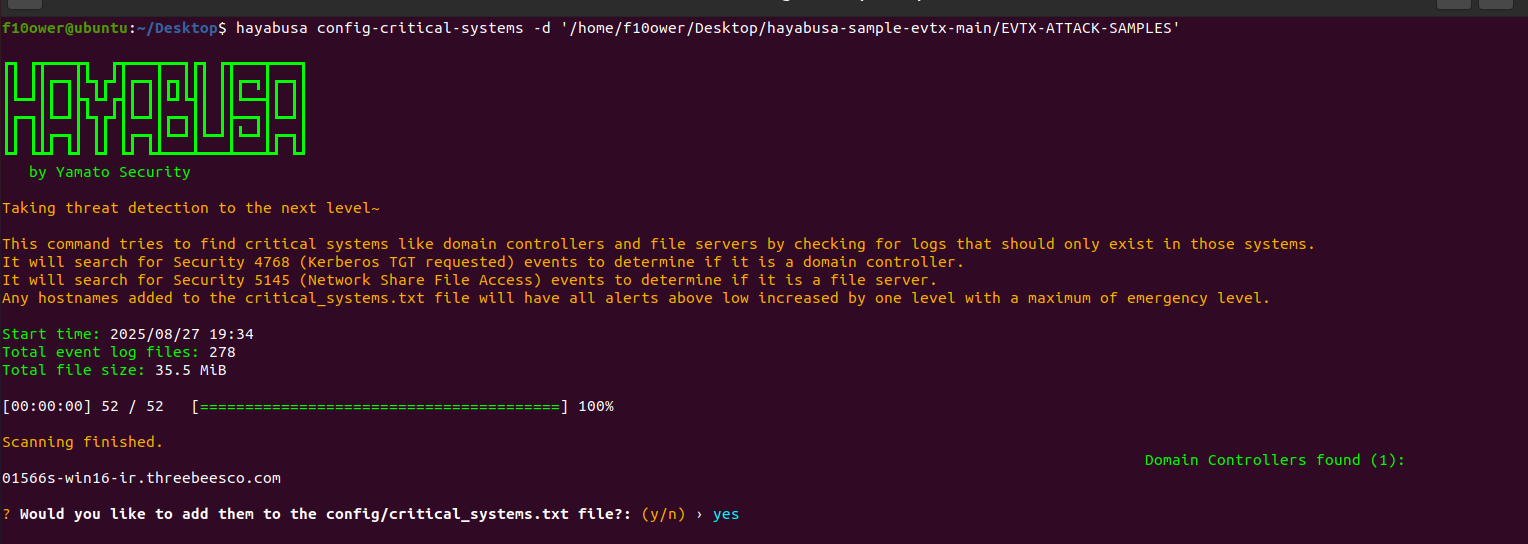 f10ower@ubuntu:~/Desktop$ hayabusa config-critical-systems -d '/home/f10ower/Desktop/hayabusa-sample-evtx-main/EVTX-ATTACK-SAMPLES'
HAYABUSA
by Yamato Security
Taking threat detection to the next level~
This command tries to find critical systems like domain controllers and file servers by checking for logs that should only exist in those systems.
It will search for Security 4768 (Kerberos TGT requested) events to determine if it is a domain controller.
It will search for Security 5145 (Network Share File Access) events to determine if it is a file server.
Any hostnames added to the critical_systems.txt file will have all alerts above low increased by one level with a maximum of emergency level.
Start time: 2025/08/27 19:34
Total event log files: 278
Total file size: 35.5 MiB
[00:00:00] 52 / 52 [========================================] 100%
Scanning finished.
Domain Controllers found (1):
01566s-win16-ir.threebeesco.com
? Would you like to add them to the config/critical_systems.txt file?: (y/n) › yes